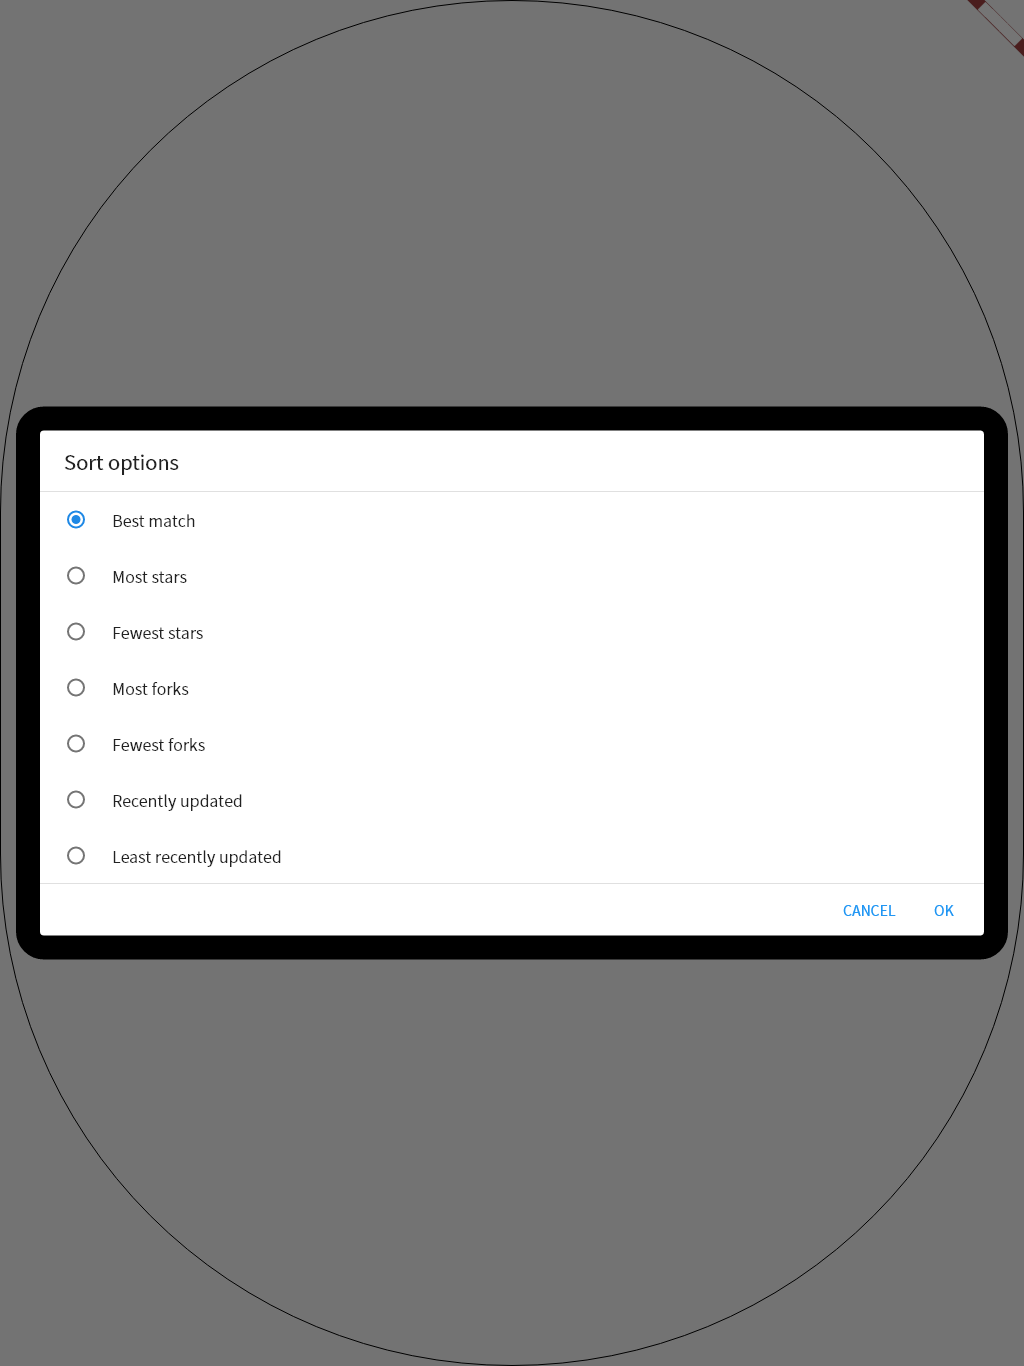 Sort options
Best match
Most stars
Fewest stars
Most forks
Fewest forks
Recently updated
Least recently updated
CANCEL OK